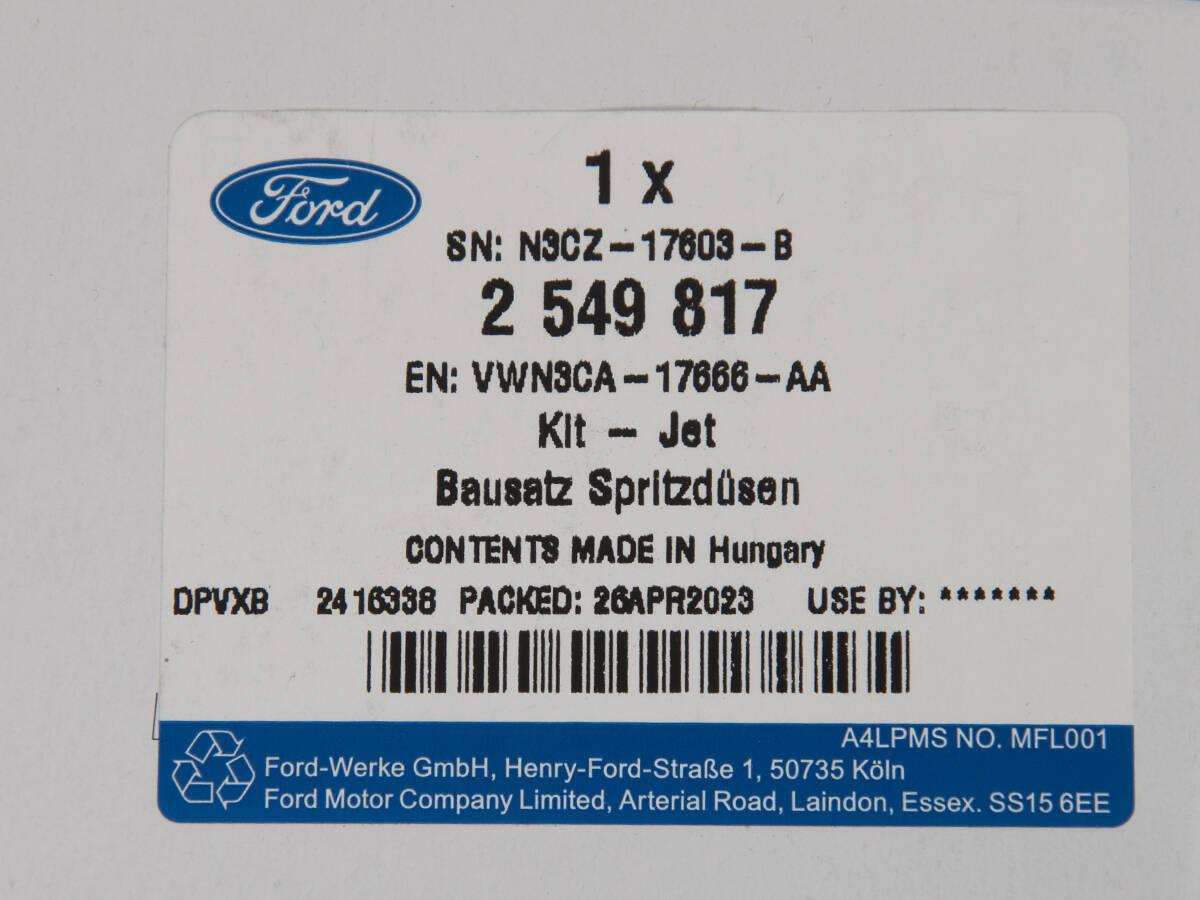 Ford
1 x
SN: N3CZ-17603-B
2 549 817
EN: VWN3CA-17666-AA
Kit - Jet
Bausatz Spritzdüsen
CONTENTS MADE IN Hungary
DPVXB 2416338 PACKED: 26APR2023 USE BY: *******
A4LPMS NO. MFL001
Ford-Werke GmbH, Henry-Ford-Straße 1, 50735 Köln
Ford Motor Company Limited, Arterial Road, Laindon, Essex. SS15 6EE